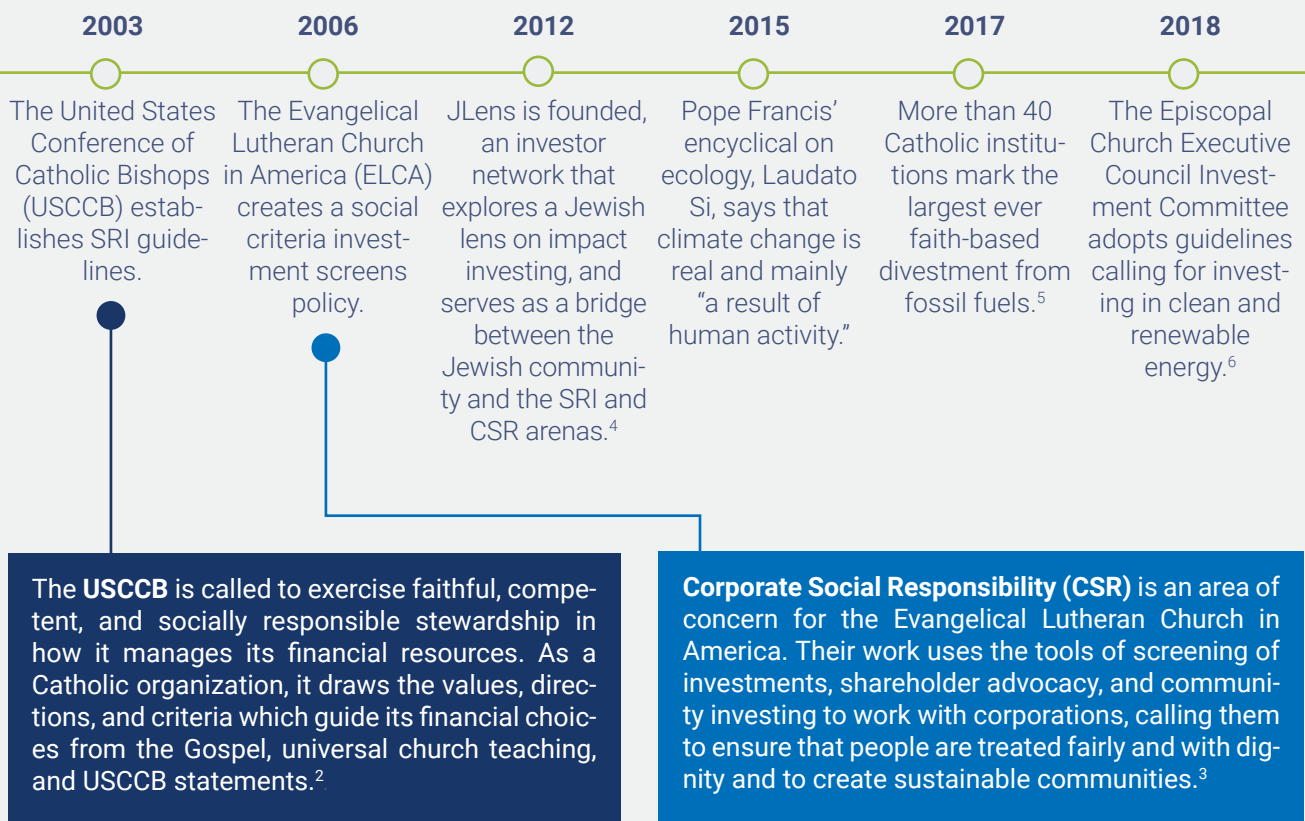 2003
The United States
Conference of
Catholic Bishops
(USCCB) estab-
lishes SRI guide-
lines.
2006
The Evangelical
Lutheran Church
in America (ELCA)
creates a social
criteria invest-
ment screens
policy.
2012
JLens is founded,
an investor
network that
explores a Jewish
lens on impact
investing, and
serves as a bridge
between the
Jewish communi-
ty and the SRI and
CSR arenas.4
2015
Pope Francis’
encyclical on
ecology, Laudato
Si, says that
climate change is
real and mainly
“a result of
human activity.”
2017
More than 40
Catholic institu-
tions mark the
largest ever
faith-based
divestment from
fossil fuels.5
2018
The Episcopal
Church Executive
Council Invest-
ment Committee
adopts guidelines
calling for invest-
ing in clean and
renewable
energy.6
The USCCB is called to exercise faithful, compe-
tent, and socially responsible stewardship in
how it manages its financial resources. As a
Catholic organization, it draws the values, direc-
tions, and criteria which guide its financial choic-
es from the Gospel, universal church teaching,
and USCCB statements.2
Corporate Social Responsibility (CSR) is an area of
concern for the Evangelical Lutheran Church in
America. Their work uses the tools of screening of
investments, shareholder advocacy, and communi-
ty investing to work with corporations, calling them
to ensure that people are treated fairly and with dig-
nity and to create sustainable communities.3